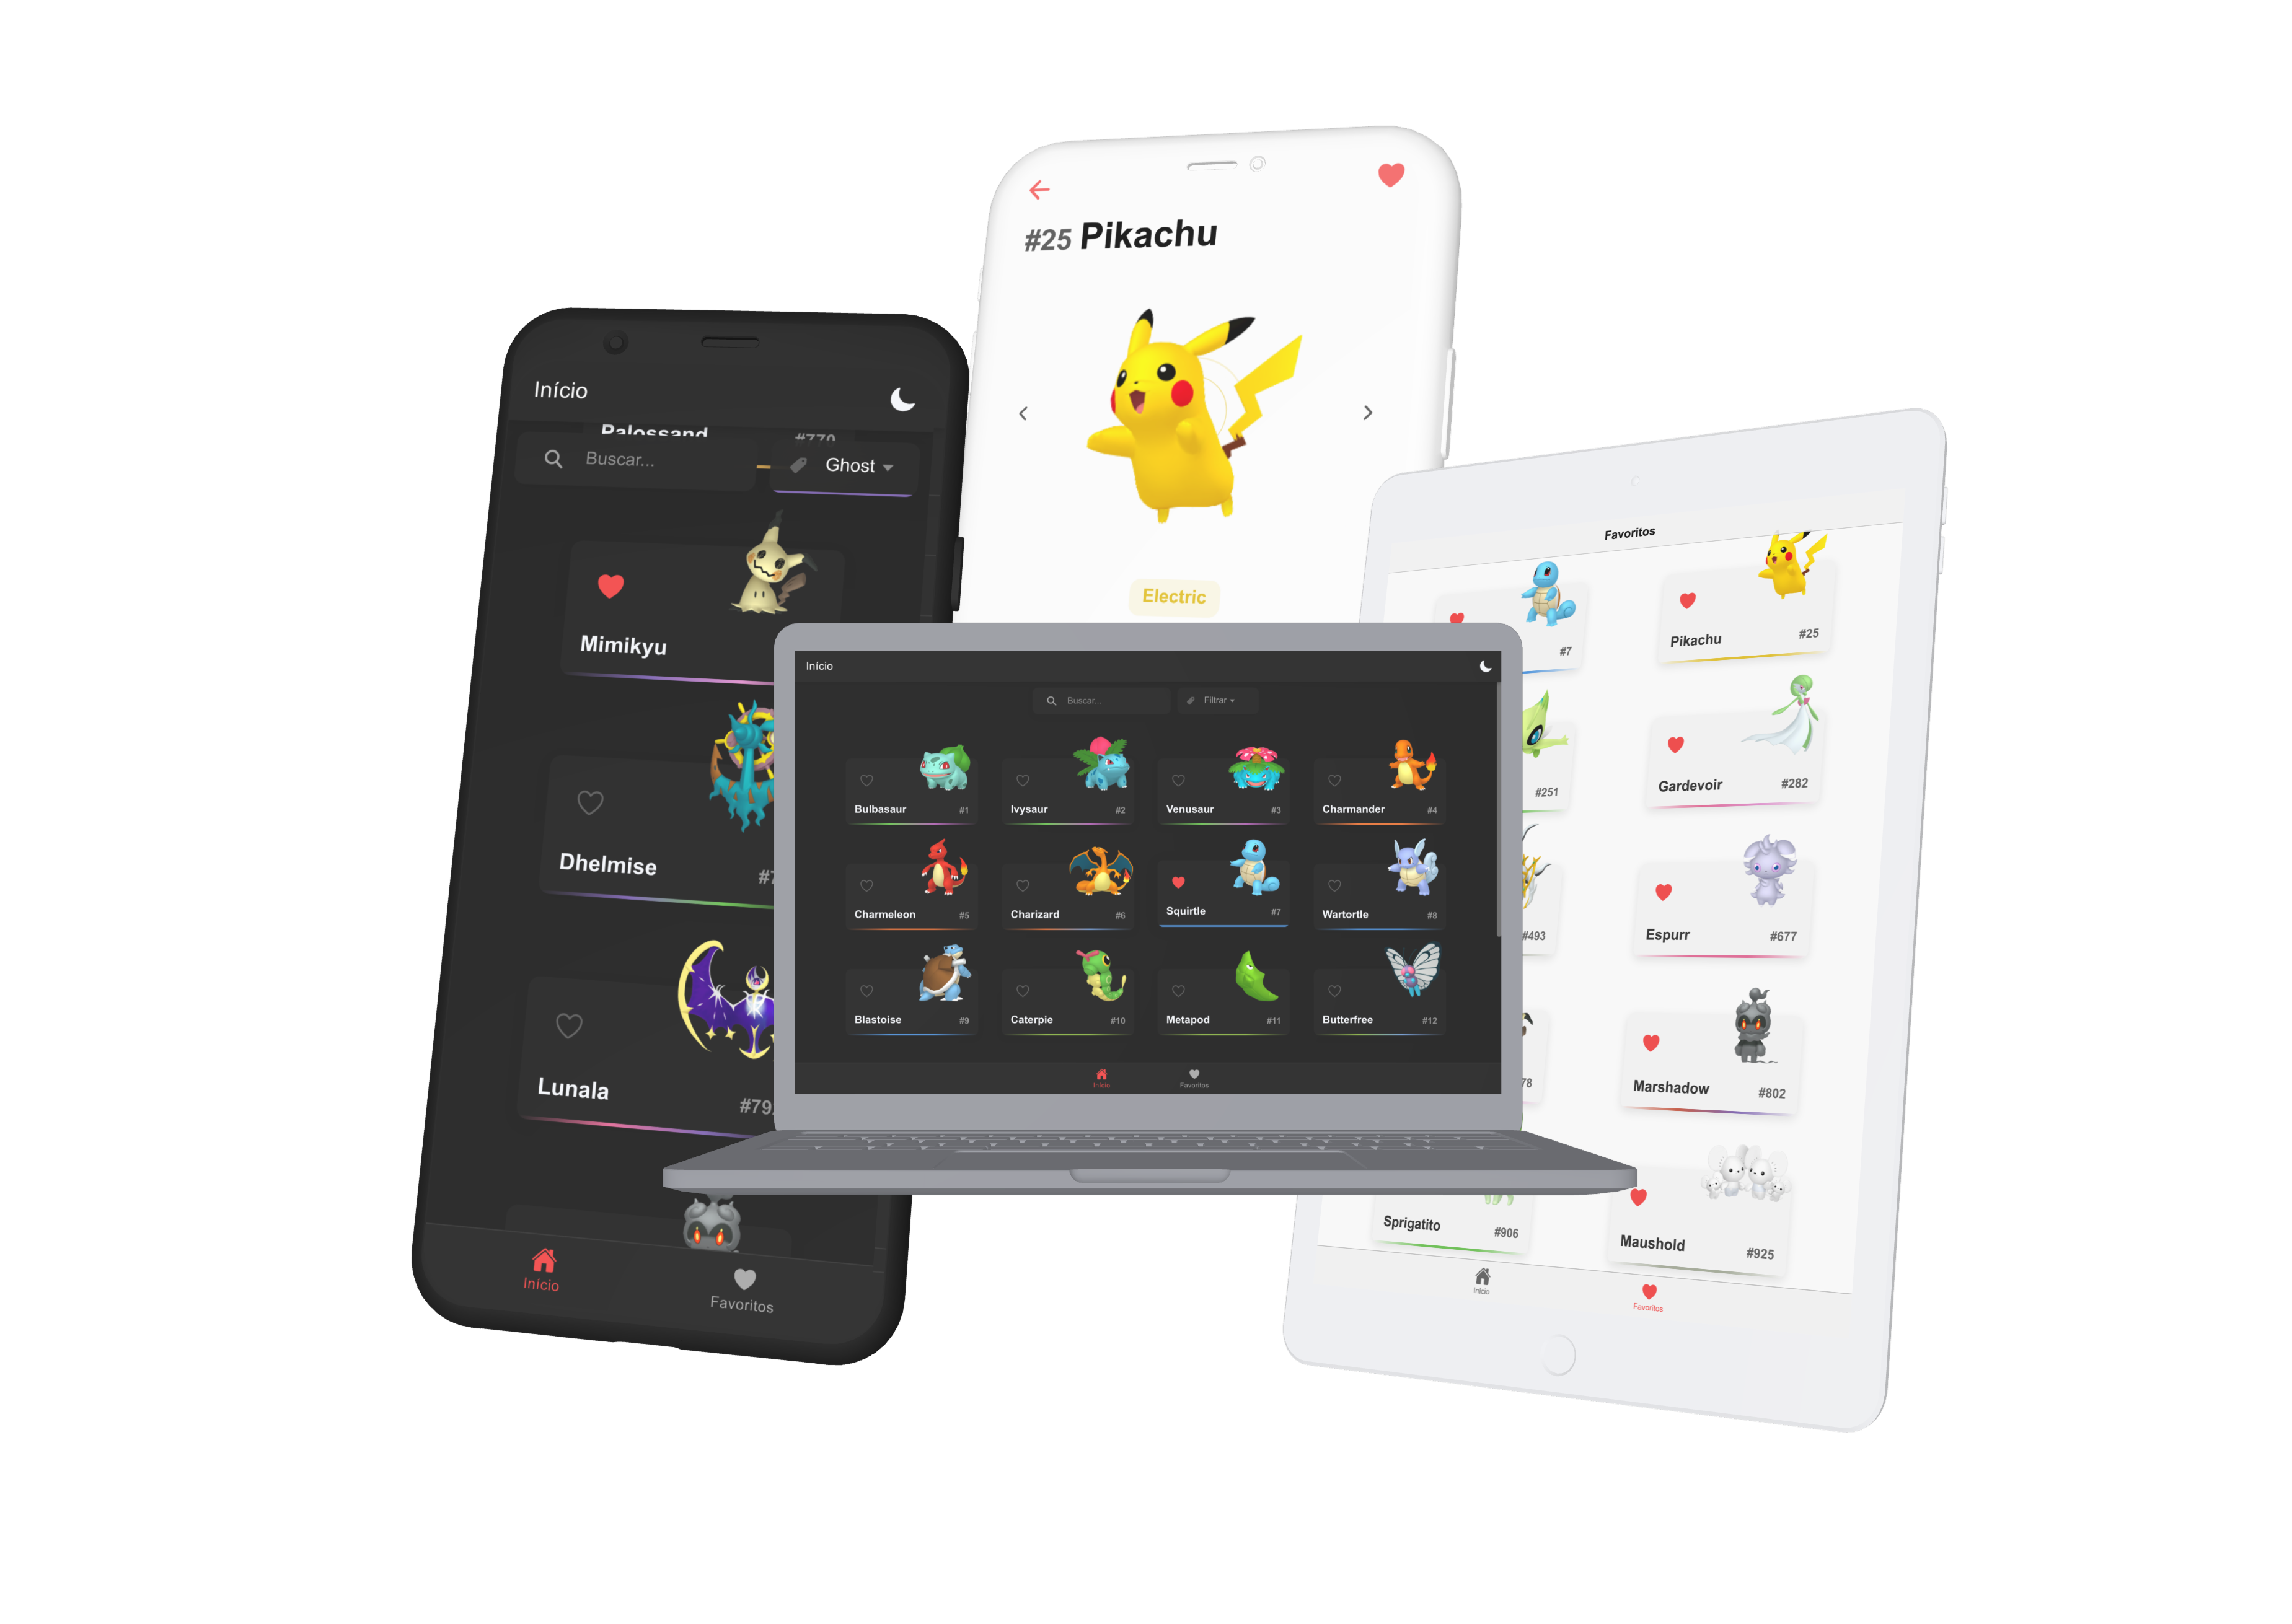 #25 Pikachu
Electric
Início
Palossand #770
Buscar...
Ghost
Mimikyu
Dhelmise
Lunala
Início
Favoritos
Início
Buscar...
Filtrar
Bulbasaur #1
Ivysaur #2
Venusaur #3
Charmander #4
Charmeleon #5
Charizard #6
Squirtle #7
Wartortle #8
Blastoise #9
Caterpie #10
Metapod #11
Butterfree #12
Início
Favoritos
Favoritos
#7
Pikachu #25
#251
Gardevoir #282
#493
Espurr #677
Marshadow #802
Sprigatito #906
Maushold #925
Início
Favoritos